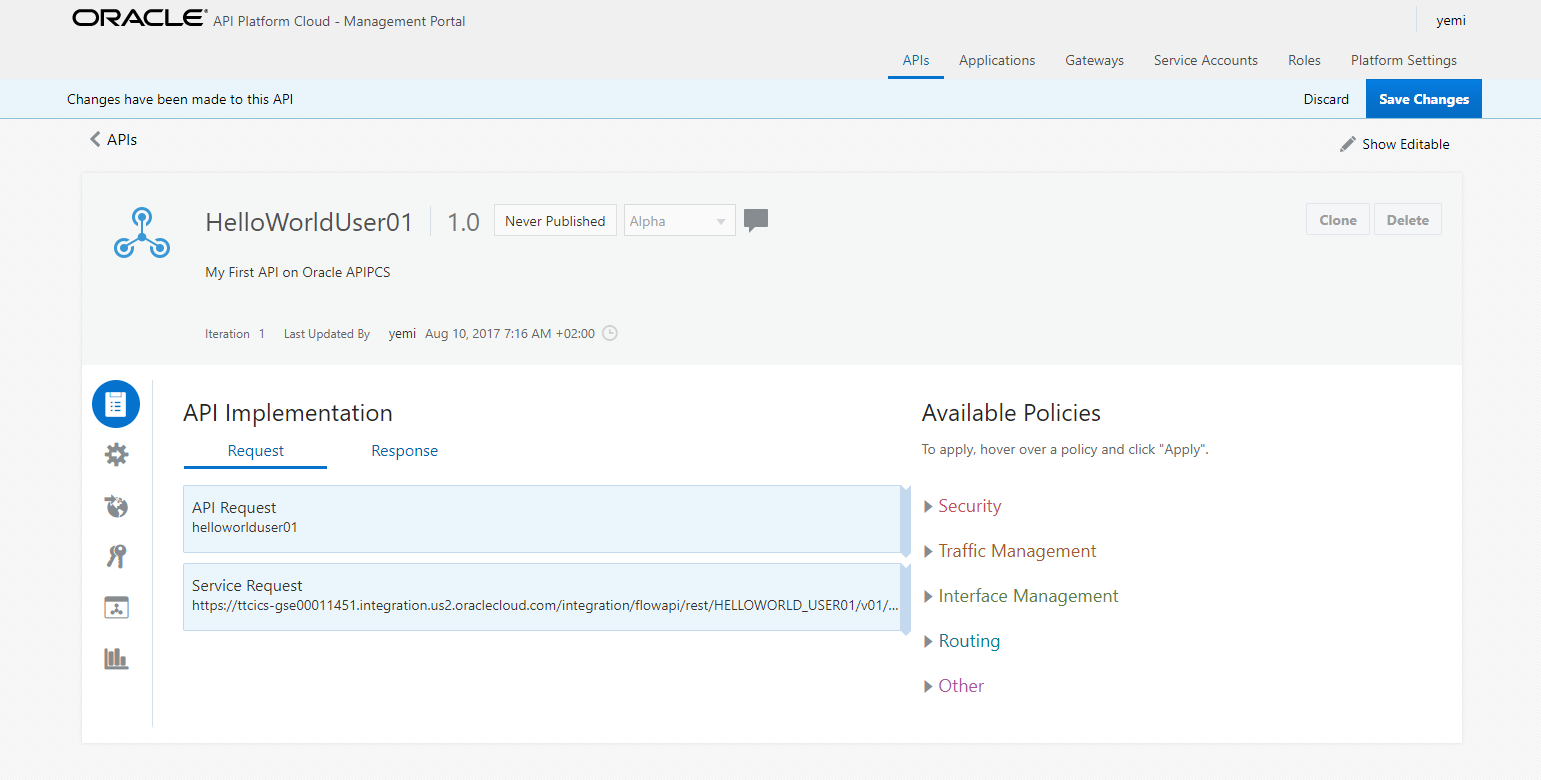 ORACLE® API Platform Cloud - Management Portal
yemi
APIs Applications Gateways Service Accounts Roles Platform Settings
Changes have been made to this API
Discard Save Changes
APIs
Show Editable
HelloWorldUser01 1.0 Never Published Alpha
Clone Delete
My First API on Oracle APIPCS
Iteration 1 Last Updated By yemi Aug 10, 2017 7:16 AM +02:00
API Implementation
Request Response
API Request
helloworlduser01
Service Request
https://ttcics-gse00011451.integration.us2.oraclecloud.com/integration/flowapi/rest/HELLOWORLD_USER01/v01/...
Available Policies
To apply, hover over a policy and click "Apply".
Security
Traffic Management
Interface Management
Routing
Other